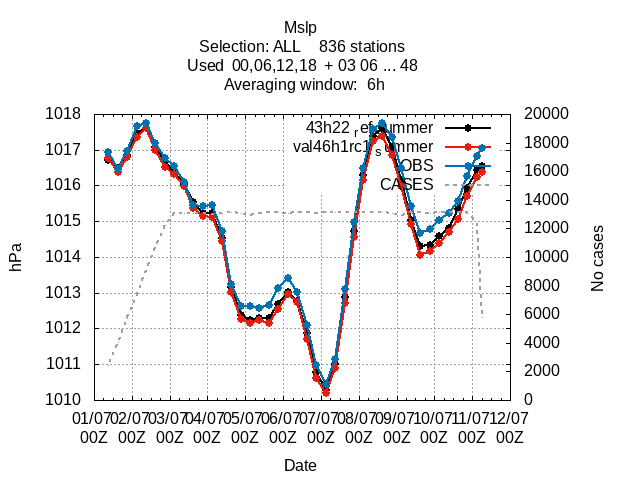 Mslp
Selection: ALL 836 stations
Used 00,06,12,18 + 03 06 ... 48
Averaging window: 6h
43h22_ref_summer
val46h1rc1_summer
OBS
CASES
hPa
1018
1017
1016
1015
1014
1013
1012
1011
1010
20000
18000
16000
14000
12000
10000
8000
6000
4000
2000
0
No cases
01/07 02/07 03/07 04/07 05/07 06/07 07/07 08/07 09/07 10/07 11/07 12/07
00Z 00Z 00Z 00Z 00Z 00Z 00Z 00Z 00Z 00Z 00Z 00Z
Date